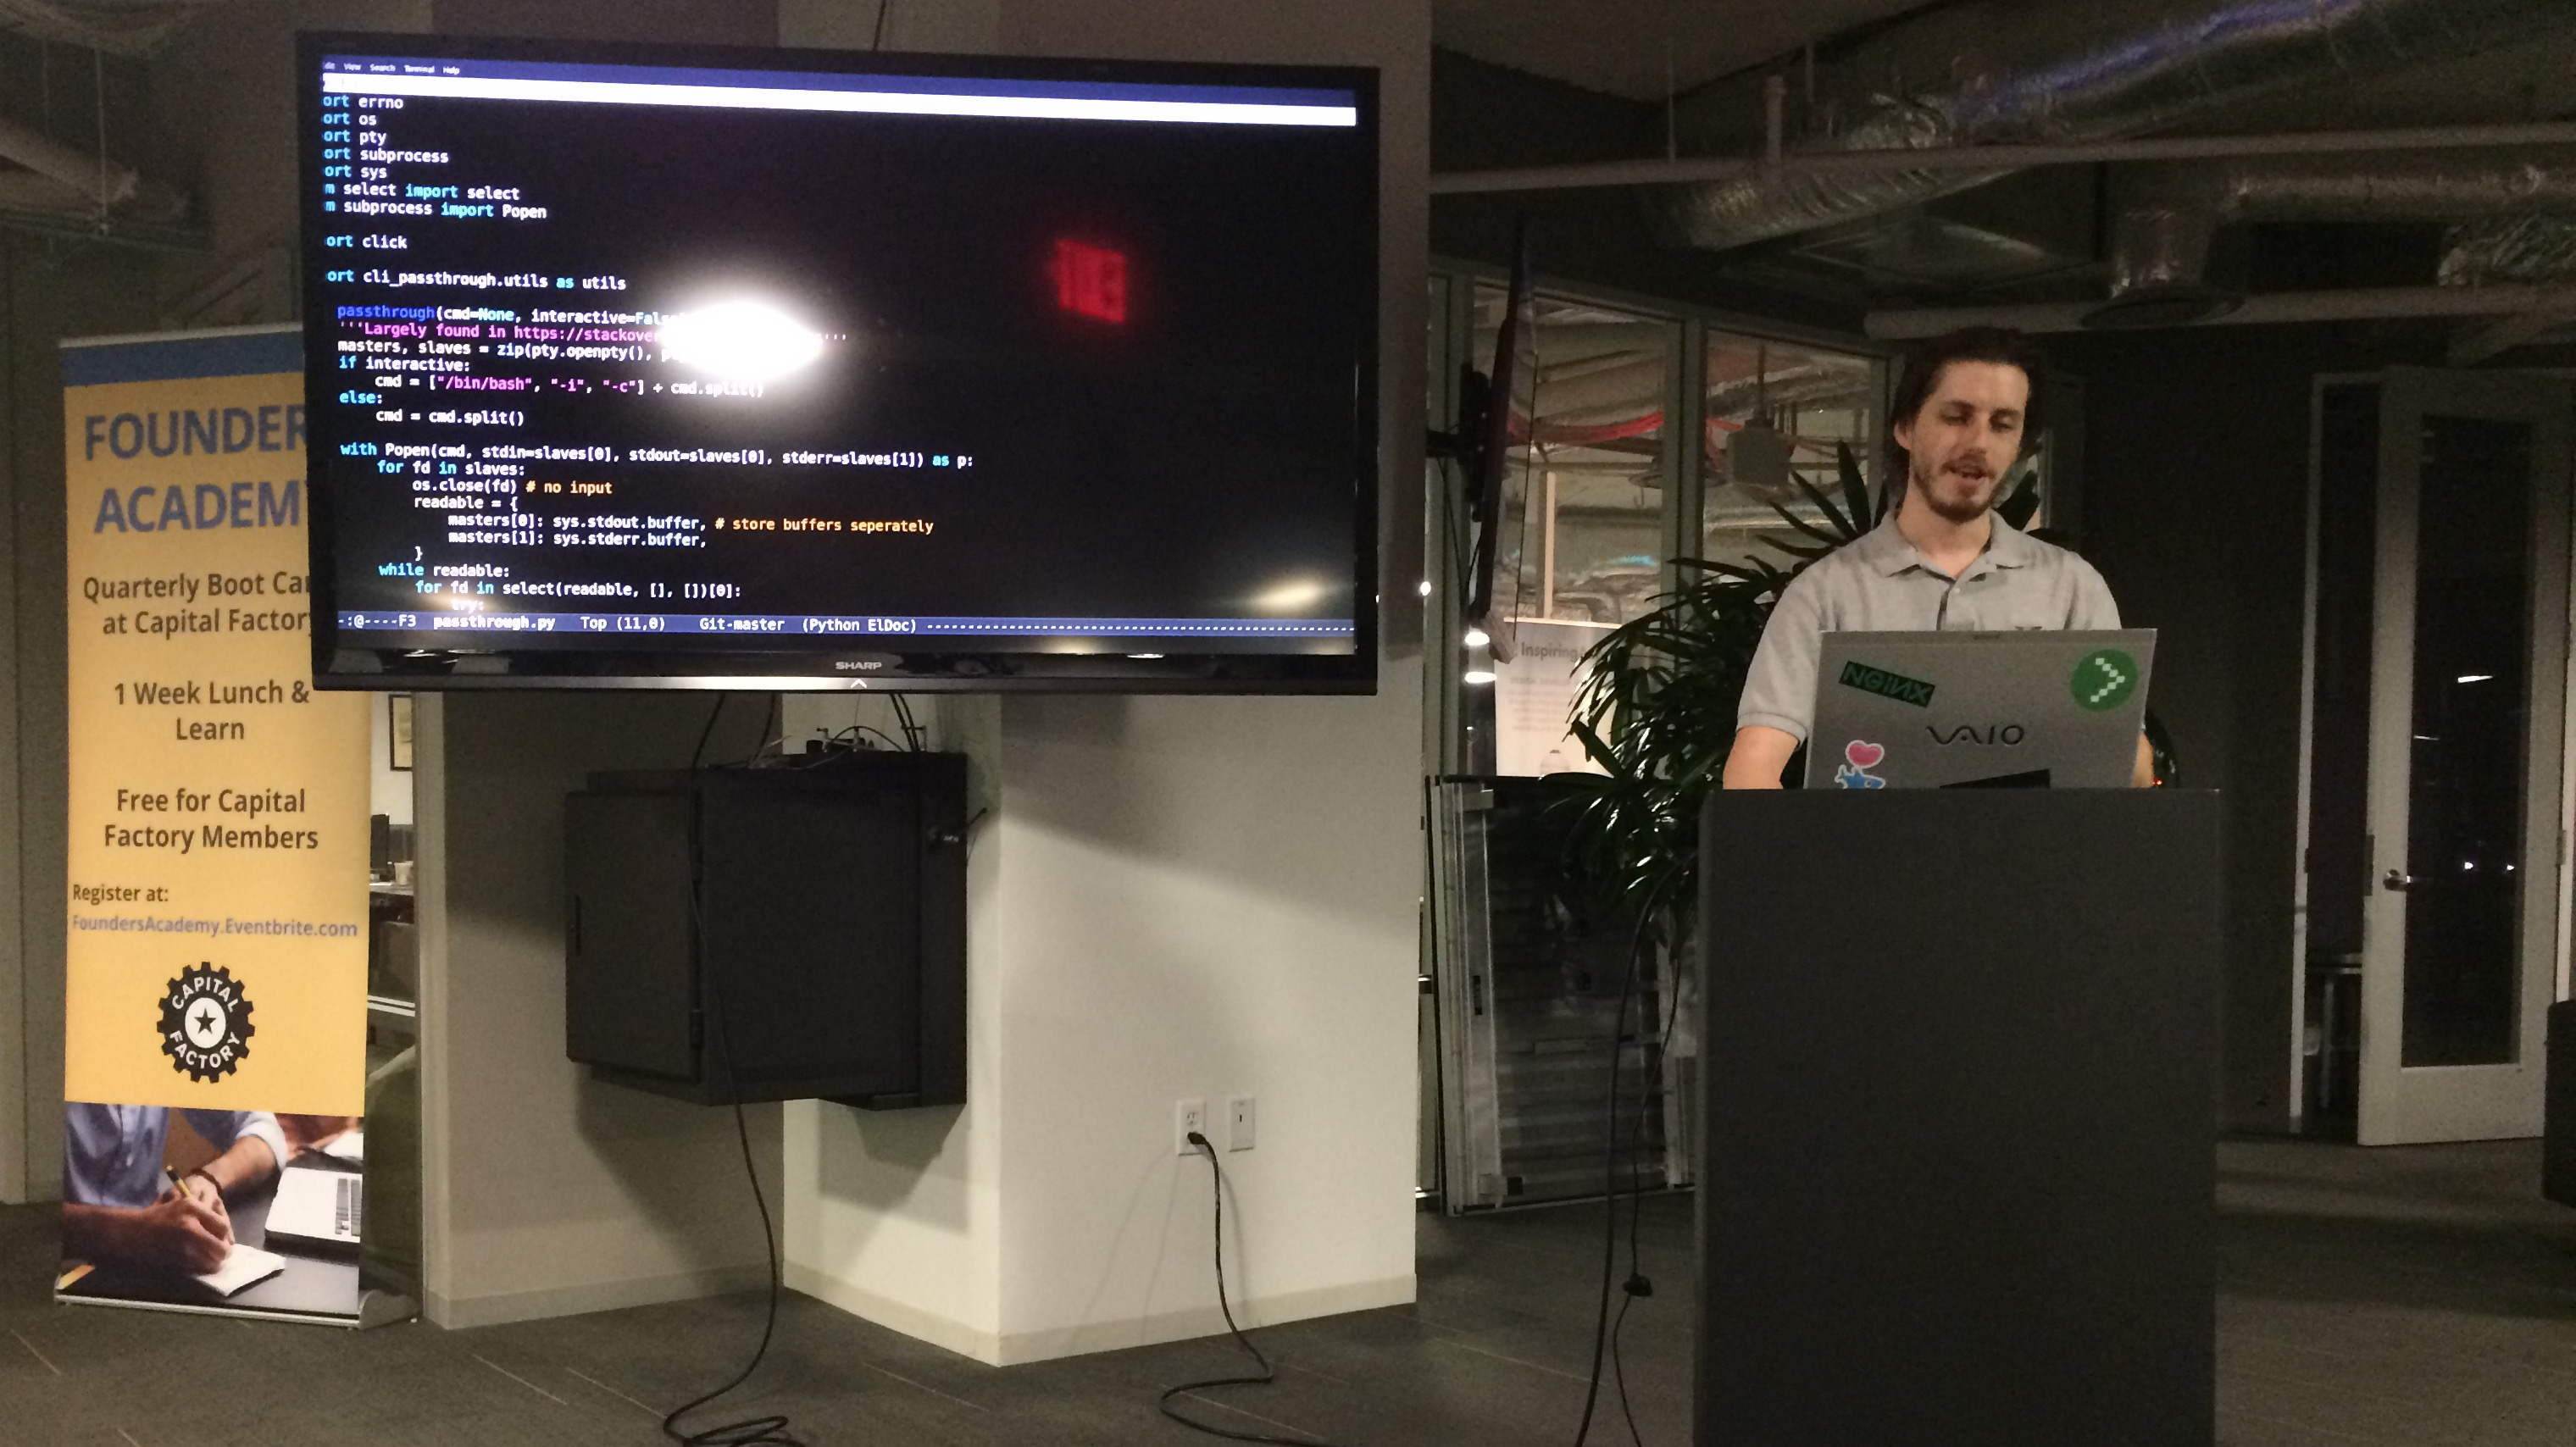 View Search Terminal Help
ort errno
ort os
ort pty
ort subprocess
ort sys
m select import select
m subprocess import Popen
ort click
ort cli_passthrough.utils as utils
passthrough(cmd=None, interactive=Fals
'''Largely found in https://stackover '''
masters, slaves = zip(pty.openpty(),
if interactive:
cmd = ["/bin/bash", "-i", "-c"] + cmd.split()
else:
cmd = cmd.split()
with Popen(cmd, stdin=slaves[0], stdout=slaves[0], stderr=slaves[1]) as p:
for fd in slaves:
os.close(fd) # no input
readable = {
masters[0]: sys.stdout.buffer, # store buffers seperately
masters[1]: sys.stderr.buffer,
}
while readable:
for fd in select(readable, [], [])[0]:
try:
-:@----F3 passthrough.py Top (11,0) Git-master (Python ElDoc) ----------
SHARP
FOUNDER
ACADEM
Quarterly Boot Ca
at Capital Factory
1 Week Lunch &
Learn
Free for Capital
Factory Members
Register at:
FoundersAcademy.Eventbrite.com
CAPITAL
FACTORY
Inspiring
NGINX
VAIO